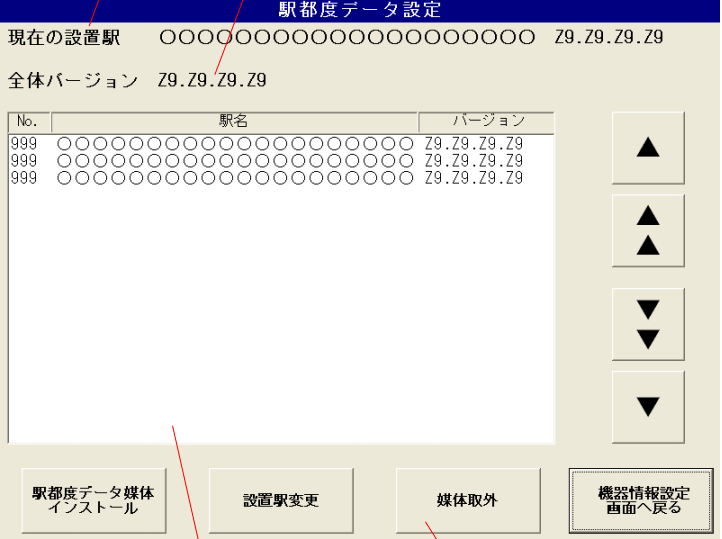 駅都度データ設定
現在の設置駅 ○○○○○○○○○○○○○○○○○○○○ Z9.Z9.Z9.Z9
全体バージョン Z9.Z9.Z9.Z9
No. 駅名 バージョン
999 ○○○○○○○○○○○○○○○○○○○○ Z9.Z9.Z9.Z9
999 ○○○○○○○○○○○○○○○○○○○○ Z9.Z9.Z9.Z9
999 ○○○○○○○○○○○○○○○○○○○○ Z9.Z9.Z9.Z9
駅都度データ媒体
インストール
設置駅変更
媒体取外
機器情報設定
画面へ戻る